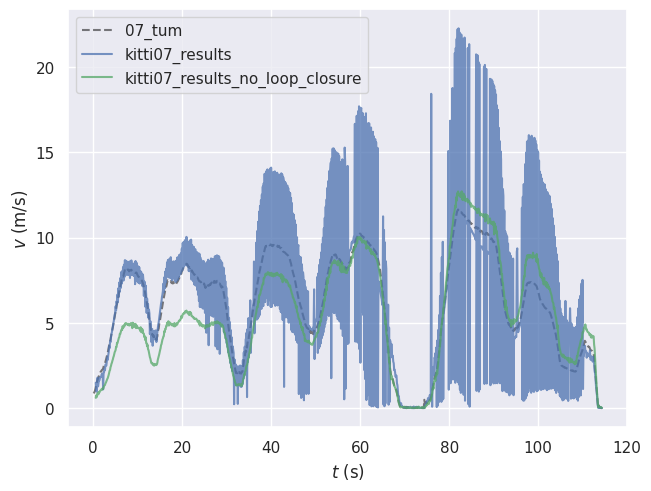 07_tum
kitti07_results
kitti07_results_no_loop_closure
20
15
10
5
0
v (m/s)
0 20 40 60 80 100 120
t (s)